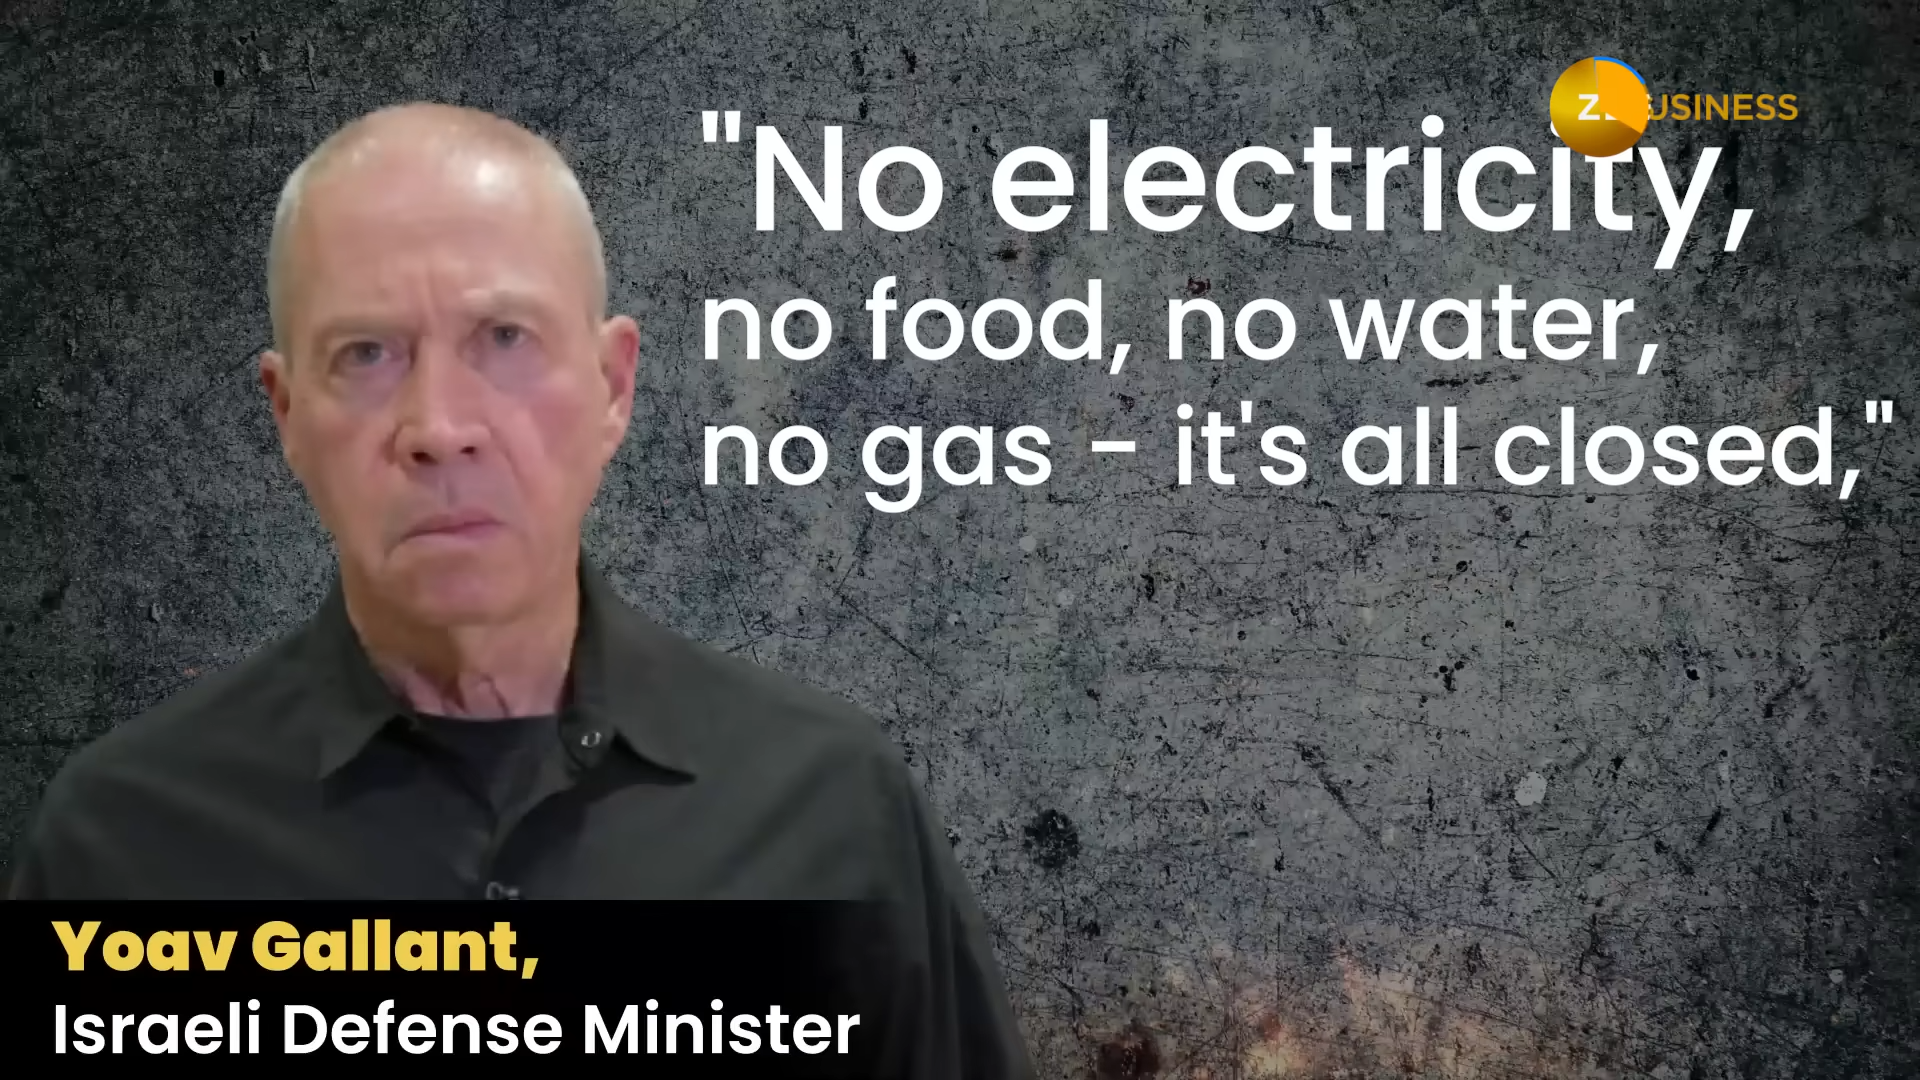 "No electricity,
no food, no water,
no gas - it's all closed,"
Yoav Gallant,
Israeli Defense Minister